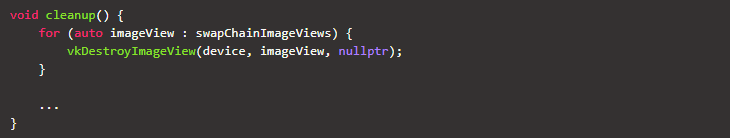 void cleanup() {
    for (auto imageView : swapChainImageViews) {
        vkDestroyImageView(device, imageView, nullptr);
    }

    ...
}